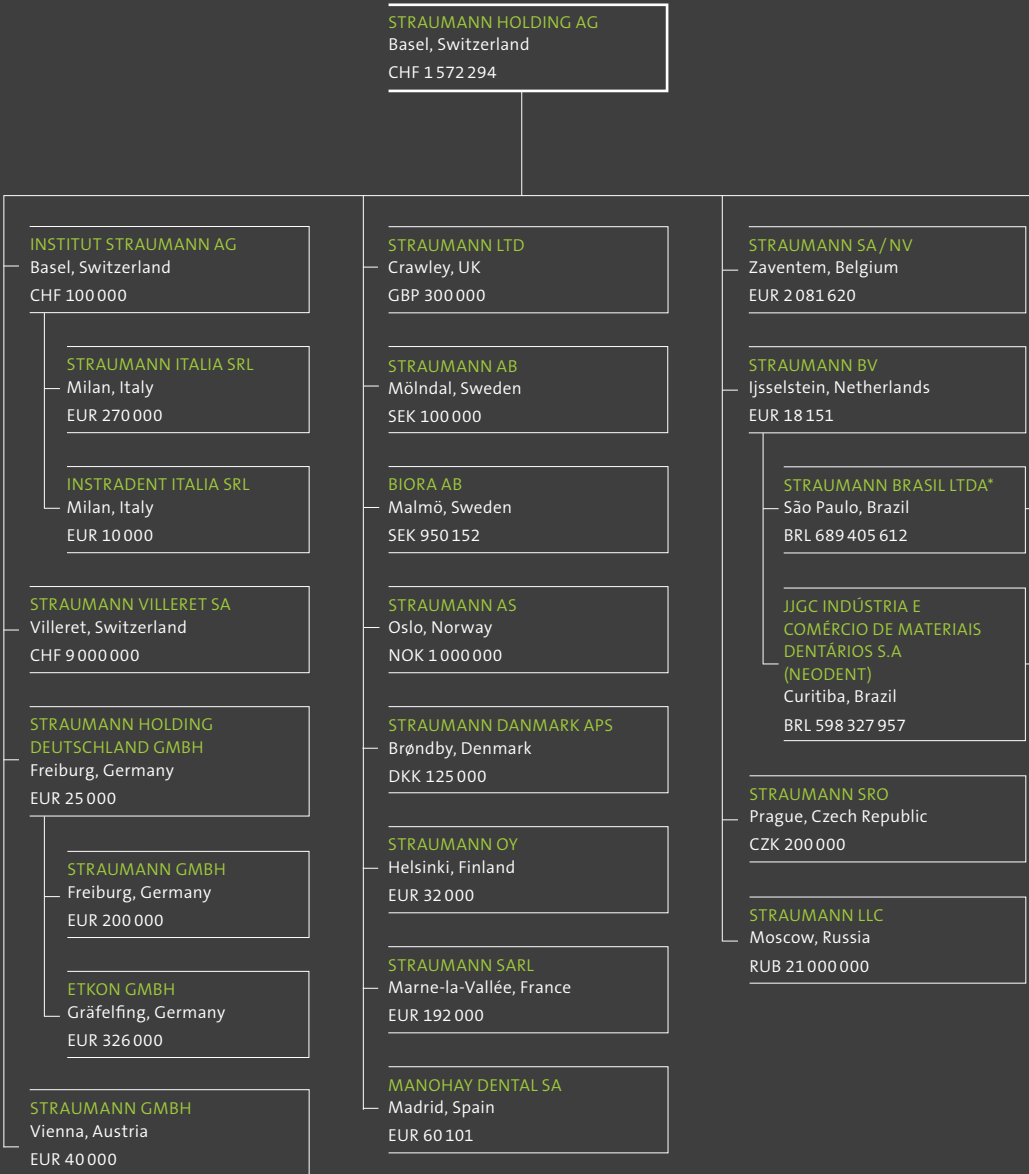 STRAUMANN HOLDING AG
Basel, Switzerland
CHF 1 572 294
INSTITUT STRAUMANN AG
Basel, Switzerland
CHF 100 000
STRAUMANN ITALIA SRL
Milan, Italy
EUR 270 000
INSTRADENT ITALIA SRL
Milan, Italy
EUR 10 000
STRAUMANN VILLERET SA
Villeret, Switzerland
CHF 9 000 000
STRAUMANN HOLDING
DEUTSCHLAND GMBH
Freiburg, Germany
EUR 25 000
STRAUMANN GMBH
Freiburg, Germany
EUR 200 000
ETKON GMBH
Gräfelfing, Germany
EUR 326 000
STRAUMANN GMBH
Vienna, Austria
EUR 40 000
STRAUMANN LTD
Crawley, UK
GBP 300 000
STRAUMANN AB
Mölndal, Sweden
SEK 100 000
BIORA AB
Malmö, Sweden
SEK 950 152
STRAUMANN AS
Oslo, Norway
NOK 1 000 000
STRAUMANN DANMARK APS
Brøndby, Denmark
DKK 125 000
STRAUMANN OY
Helsinki, Finland
EUR 32 000
STRAUMANN SARL
Marne-la-Vallée, France
EUR 192 000
MANOHAY DENTAL SA
Madrid, Spain
EUR 60 101
STRAUMANN SA / NV
Zaventem, Belgium
EUR 2 081 620
STRAUMANN BV
Ijsselstein, Netherlands
EUR 18 151
STRAUMANN BRASIL LTDA*
São Paulo, Brazil
BRL 689 405 612
JJGC INDÚSTRIA E
COMÉRCIO DE MATERIAIS
DENTÁRIOS S.A
(NEODENT)
Curitiba, Brazil
BRL 598 327 957
STRAUMANN SRO
Prague, Czech Republic
CZK 200 000
STRAUMANN LLC
Moscow, Russia
RUB 21 000 000